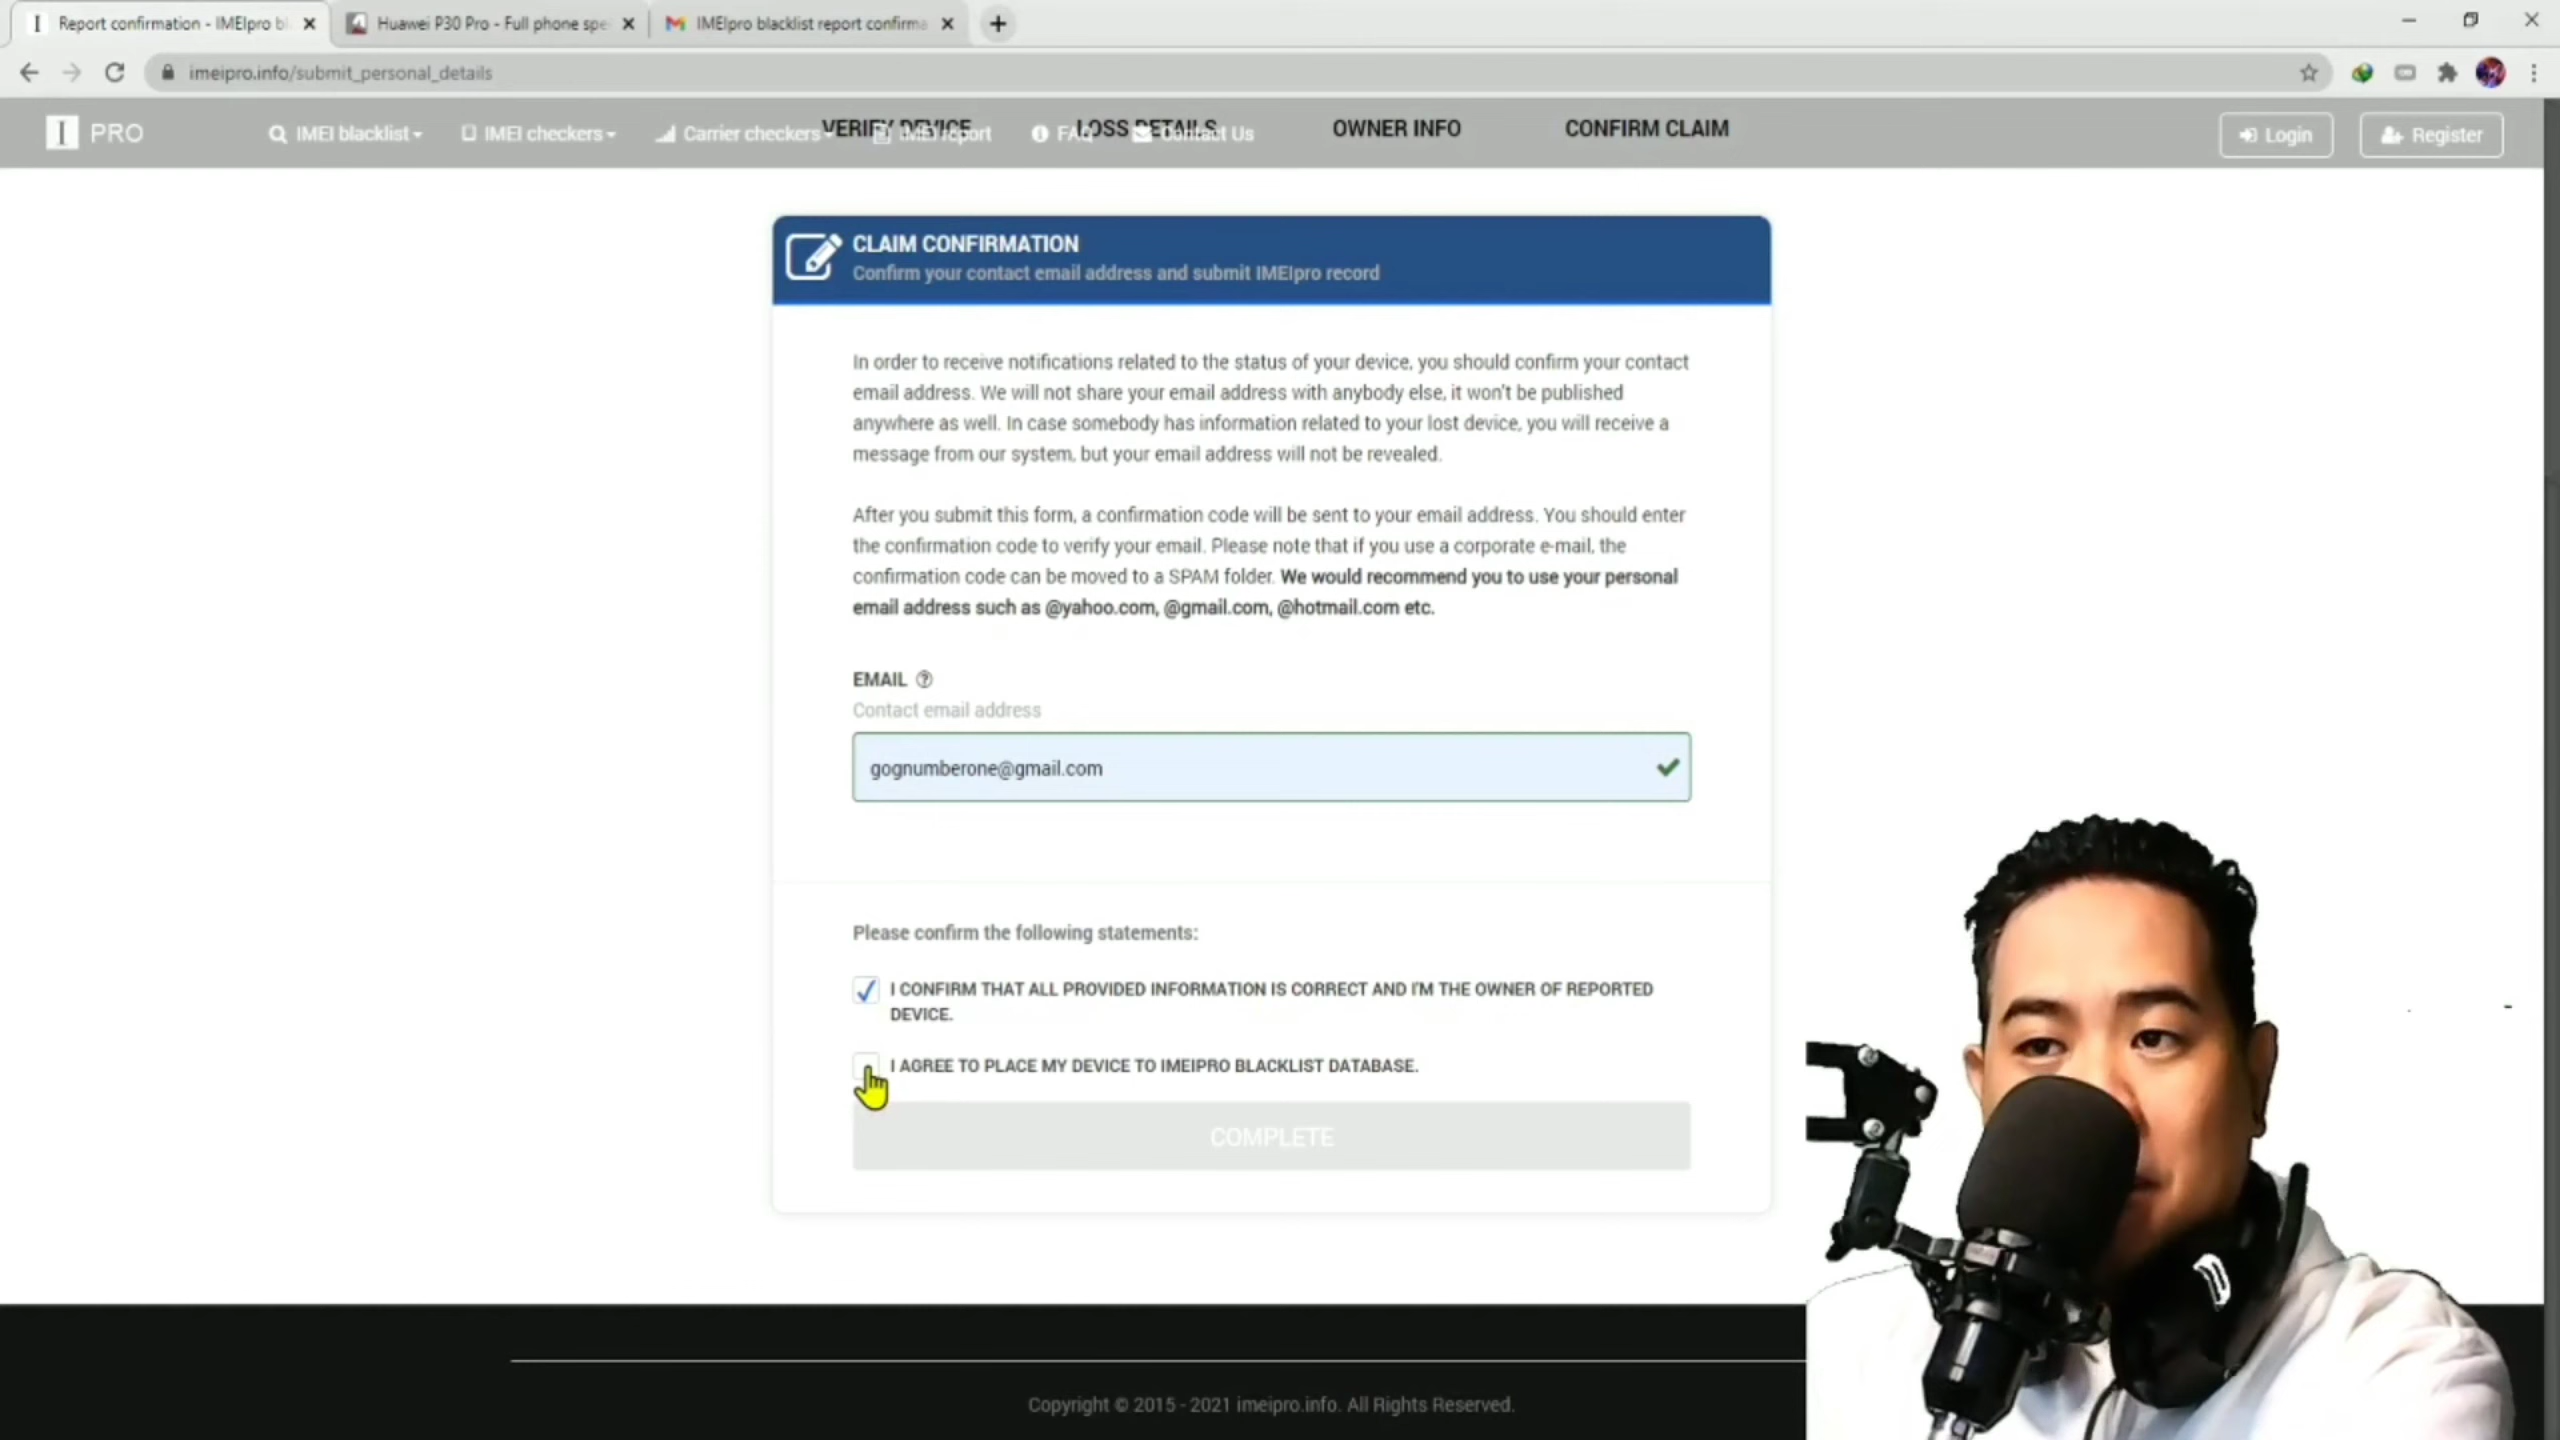 Report confirmation - IMEIpro bl
Huawei P30 Pro - Full phone spe
IMEIpro blacklist report confirma
imeipro.info/submit_personal_details
I PRO
IMEI blacklist
IMEI checkers
Carrier checkers
IMEI report
FAQ
Contact Us
VERIFY DEVICE
LOSS DETAILS
OWNER INFO
CONFIRM CLAIM
Login
Register
CLAIM CONFIRMATION
Confirm your contact email address and submit IMEIpro record
In order to receive notifications related to the status of your device, you should confirm your contact
email address. We will not share your email address with anybody else, it won't be published
anywhere as well. In case somebody has information related to your lost device, you will receive a
message from our system, but your email address will not be revealed.
After you submit this form, a confirmation code will be sent to your email address. You should enter
the confirmation code to verify your email. Please note that if you use a corporate e-mail, the
confirmation code can be moved to a SPAM folder. We would recommend you to use your personal
email address such as @yahoo.com, @gmail.com, @hotmail.com etc.
EMAIL
Contact email address
gognumberone@gmail.com
Please confirm the following statements:
I CONFIRM THAT ALL PROVIDED INFORMATION IS CORRECT AND I'M THE OWNER OF REPORTED
DEVICE.
I AGREE TO PLACE MY DEVICE TO IMEIPRO BLACKLIST DATABASE.
COMPLETE
Copyright © 2015 - 2021 imeipro.info. All Rights Reserved.